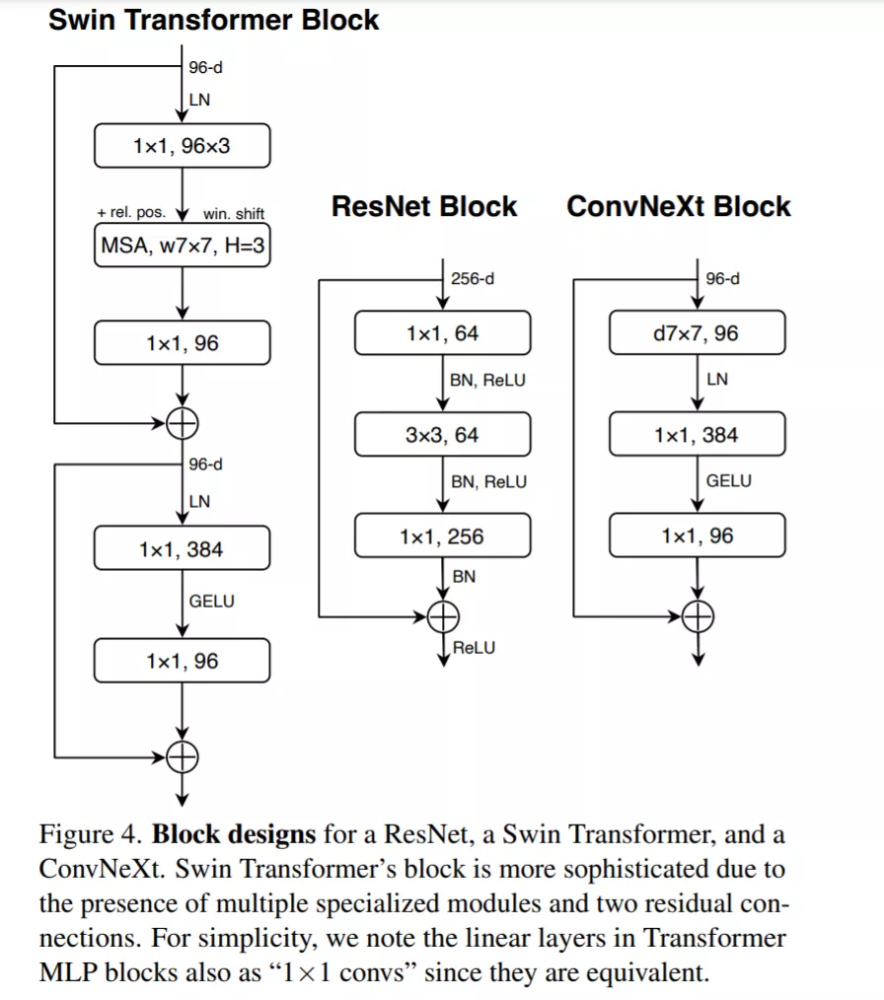 Swin Transformer Block
96-d
LN
1×1, 96×3
+ rel. pos.
win. shift
MSA, w7×7, H=3
1×1, 96
96-d
LN
1×1, 384
GELU
1×1, 96
ResNet Block
256-d
1×1, 64
BN, ReLU
3×3, 64
BN, ReLU
1×1, 256
BN
ReLU
ConvNeXt Block
96-d
d7×7, 96
LN
1×1, 384
GELU
1×1, 96
Figure 4. Block designs for a ResNet, a Swin Transformer, and a
ConvNeXt. Swin Transformer’s block is more sophisticated due to
the presence of multiple specialized modules and two residual con-
nections. For simplicity, we note the linear layers in Transformer
MLP blocks also as “1×1 convs” since they are equivalent.